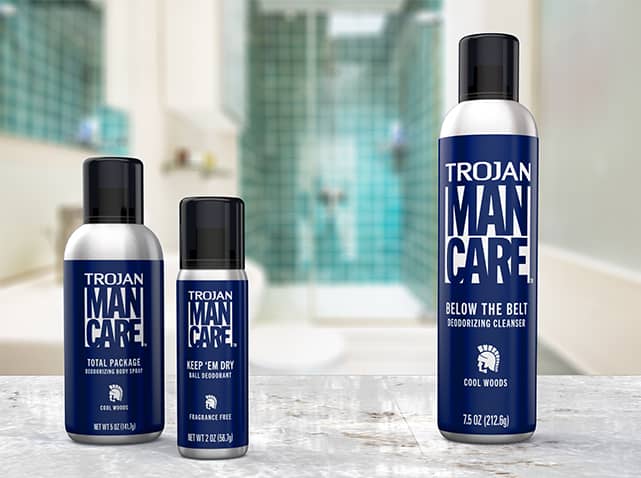 TROJAN
MAN
CARE
TOTAL PACKAGE
DEODORIZING BODY SPRAY
COOL WOODS
NET WT 5 OZ (141.7g)
TROJAN
MAN
CARE
KEEP 'EM DRY
BALL DEODORANT
FRAGRANCE FREE
NET WT 2 OZ (56.7g)
TROJAN
MAN
CARE
BELOW THE BELT
DEODORIZING CLEANSER
COOL WOODS
7.5 OZ (212.6g)